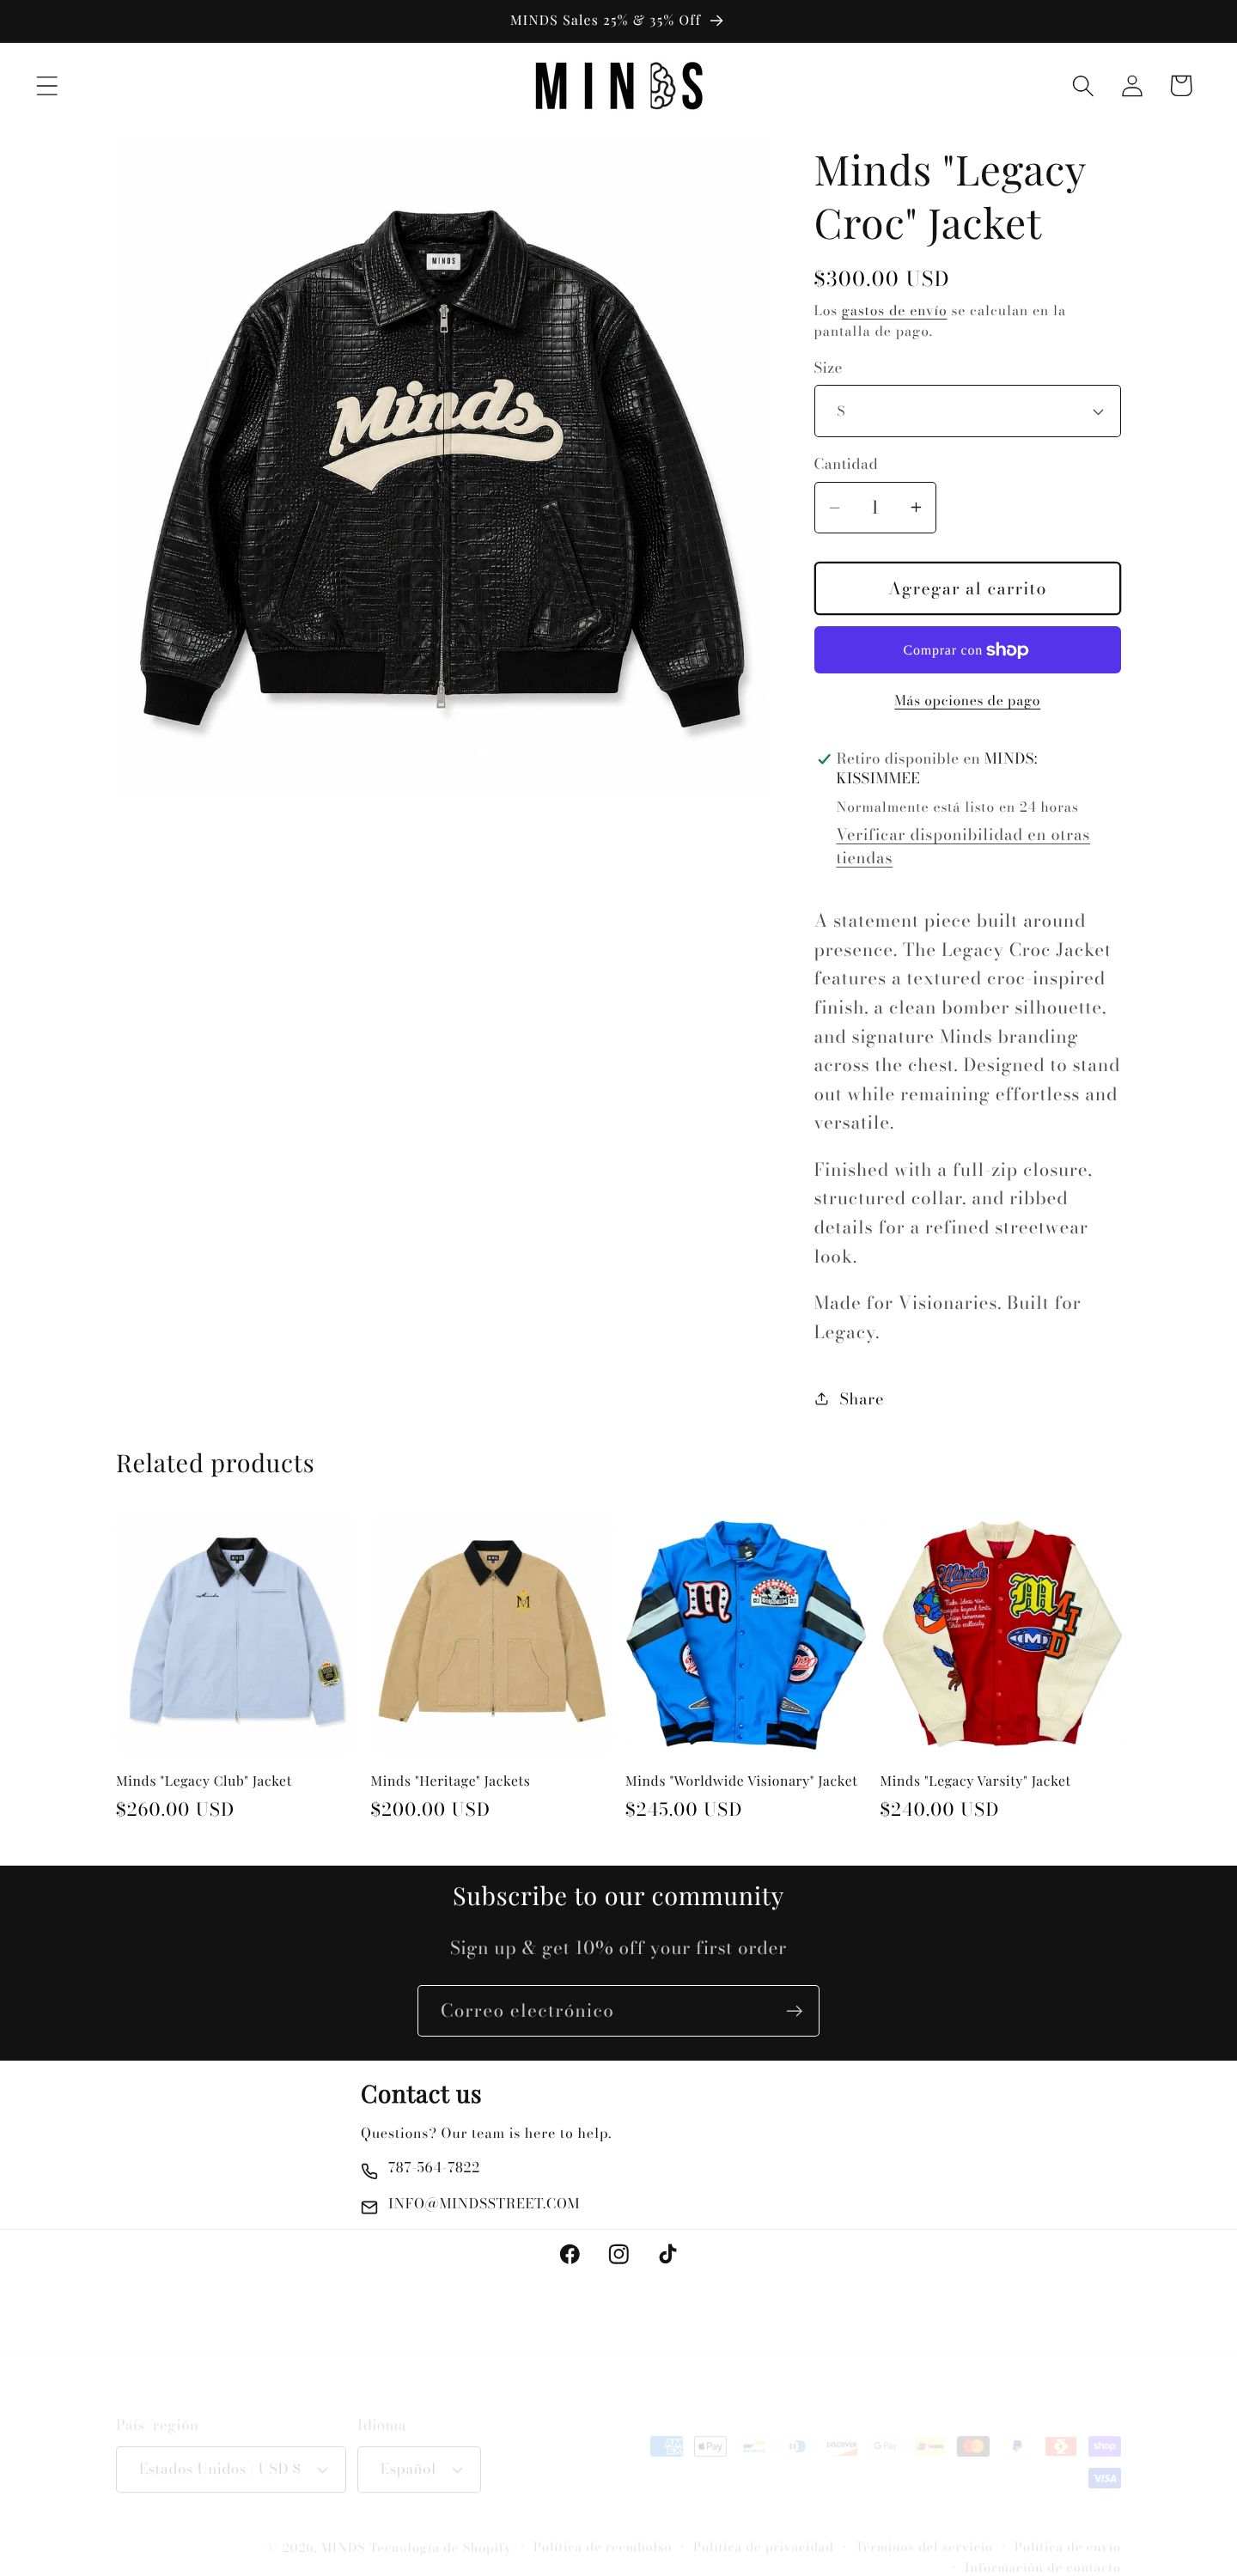 MINDS Sales 25% & 35% Off
MINDS
MINDS
Minds
Minds "Legacy
Croc" Jacket
$300.00 USD
Los gastos de envío se calculan en la
pantalla de pago.
Size
S
Cantidad
1
Agregar al carrito
Comprar con shop
Más opciones de pago
Retiro disponible en MINDS:
KISSIMMEE
Normalmente está listo en 24 horas
Verificar disponibilidad en otras
tiendas
A statement piece built around
presence. The Legacy Croc Jacket
features a textured croc-inspired
finish, a clean bomber silhouette,
and signature Minds branding
across the chest. Designed to stand
out while remaining effortless and
versatile.
Finished with a full-zip closure,
structured collar, and ribbed
details for a refined streetwear
look.
Made for Visionaries. Built for
Legacy.
Share
Related products
Minds "Legacy Club" Jacket
$260.00 USD
Minds "Heritage" Jackets
$200.00 USD
Minds "Worldwide Visionary" Jacket
$245.00 USD
Minds "Legacy Varsity" Jacket
$240.00 USD
Subscribe to our community
Sign up & get 10% off your first order
Correo electrónico
Contact us
Questions? Our team is here to help.
787-564-7822
INFO@MINDSSTREET.COM
País/región
Idioma
Estados Unidos | USD $
Español
© 2026, MINDS Tecnología de Shopify · Política de reembolso · Política de privacidad · Términos del servicio · Política de envío
· Información de contacto